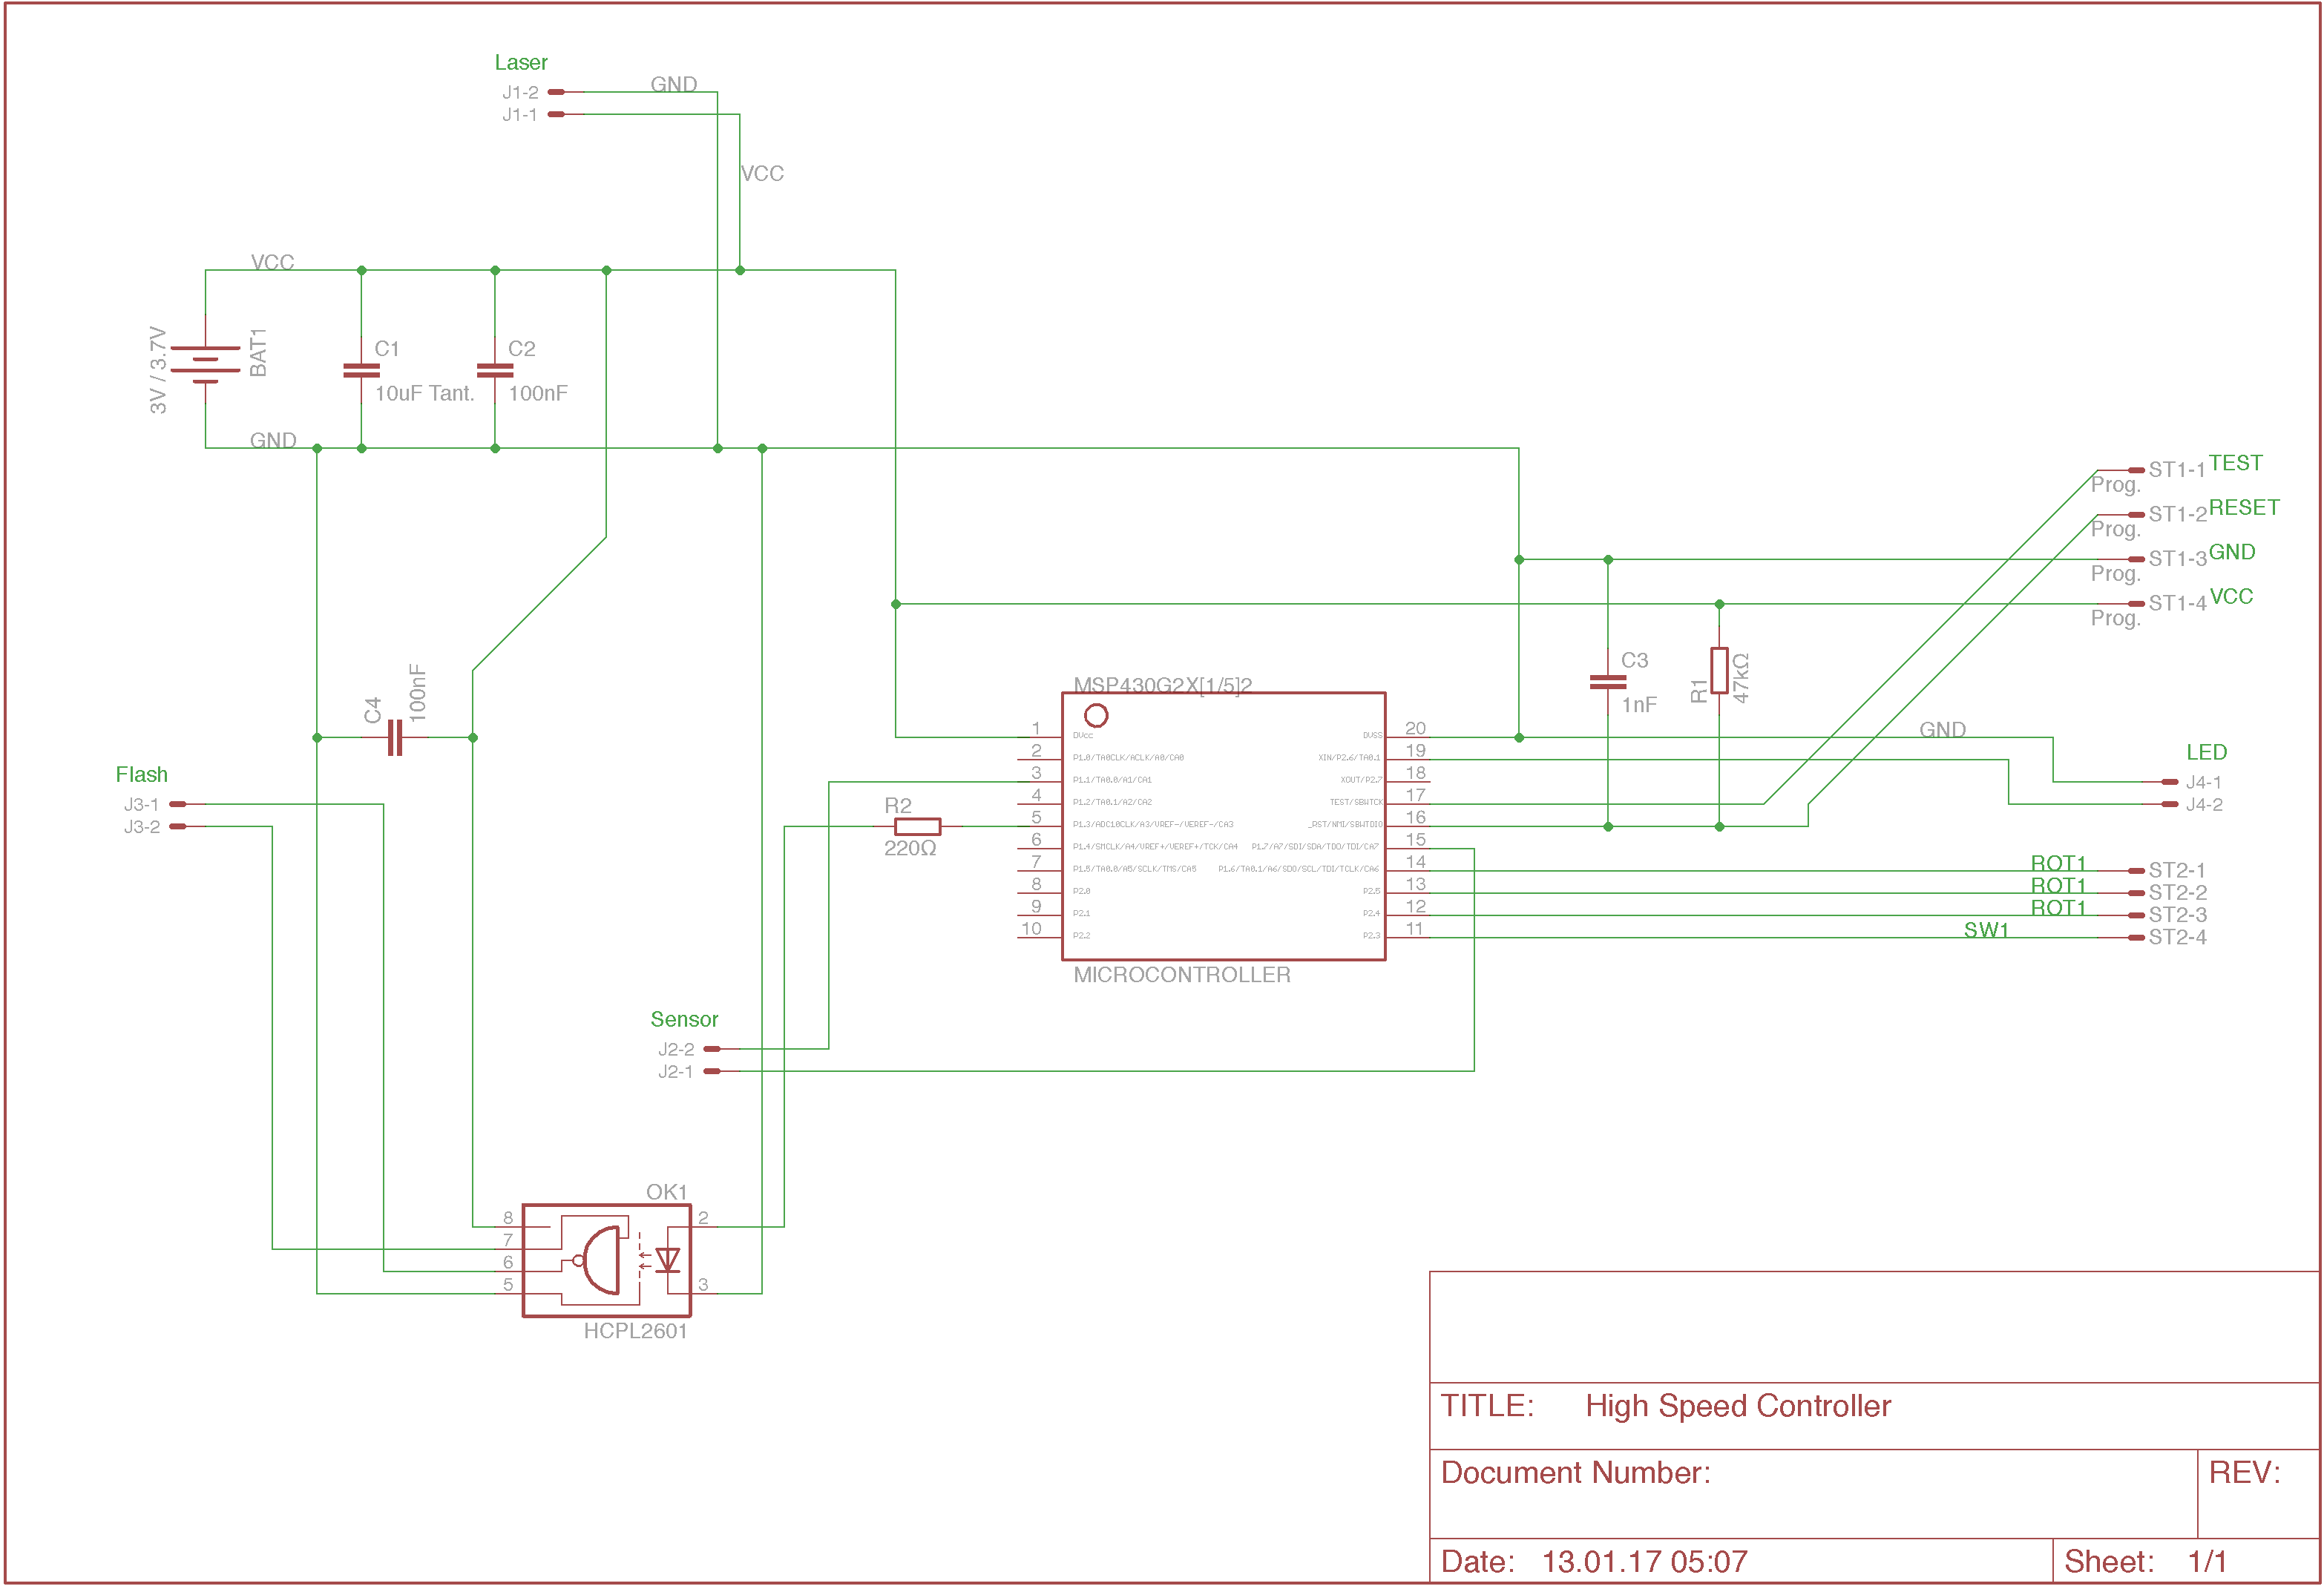 Laser
J1-2
GND
J1-1
VCC
VCC
3V / 3.7V
BAT1
C1
10uF Tant.
C2
100nF
GND
ST1-1
TEST
Prog.
ST1-2
RESET
Prog.
ST1-3
GND
Prog.
ST1-4
VCC
Prog.
C4
100nF
C3
1nF
R1
47kΩ
MSP430G2X[1/5]2
1
DVcc
2
P1.0/TA0CLK/ACLK/A0/CA0
3
P1.1/TA0.0/A1/CA1
4
P1.2/TA0.1/A2/CA2
5
P1.3/ADC10CLK/A3/VREF-/VEREF-/CA3
6
P1.4/SMCLK/A4/VREF+/VEREF+/TCK/CA4
7
P1.5/TA0.0/A5/SCLK/TMS/CA5
8
P2.0
9
P2.1
10
P2.2
20
DVSS
19
XIN/P2.6/TA0.1
18
XOUT/P2.7
17
TEST/SBWTCK
16
_RST/NMI/SBWTDIO
15
P1.7/A7/SDI/SDA/TDO/TDI/CA7
14
P1.6/TA0.1/A6/SDO/SCL/TDI/TCLK/CA6
13
P2.5
12
P2.4
11
P2.3
MICROCONTROLLER
GND
LED
J4-1
J4-2
Flash
J3-1
J3-2
R2
220Ω
ROT1
ST2-1
ROT1
ST2-2
ROT1
ST2-3
SW1
ST2-4
Sensor
J2-2
J2-1
OK1
8
7
6
5
2
3
HCPL2601
TITLE: High Speed Controller
Document Number:
REV:
Date: 13.01.17 05:07
Sheet: 1/1